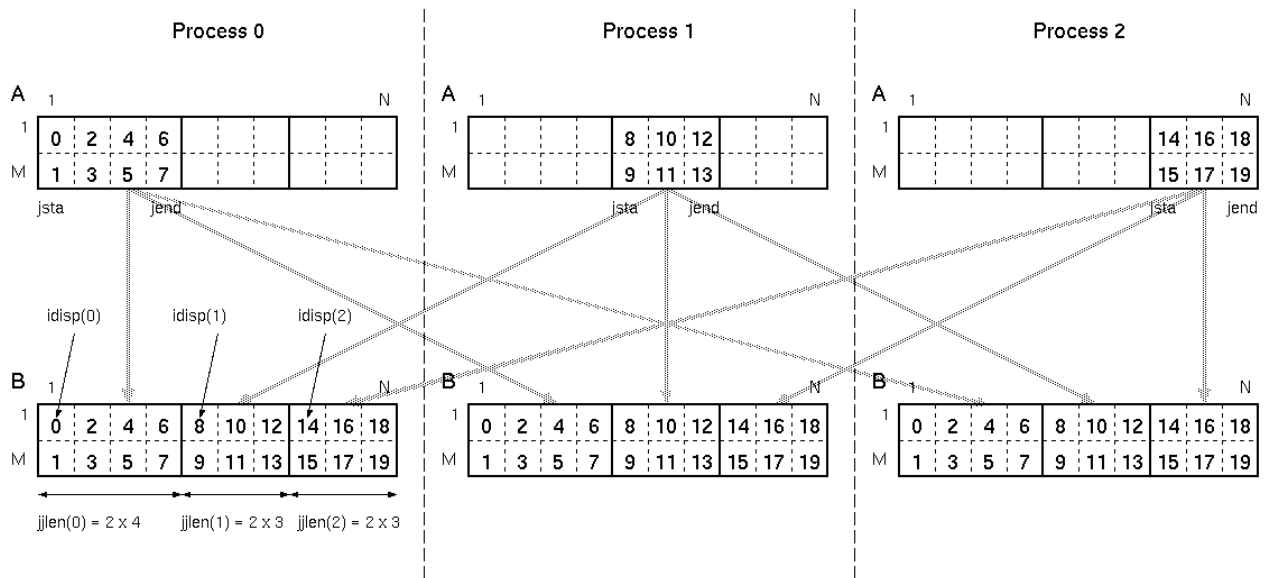 Process 0 Process 1 Process 2
A 1 N A 1 N A 1 N
1 0 2 4 6 8 10 12 1 14 16 18
M 1 3 5 7 M 9 11 13 M 15 17 19
jsta jend jsta jend jsta jend
idisp(0) idisp(1) idisp(2)
B 1 N B 1 N B 1 N
1 0 2 4 6 8 10 12 14 16 18 1 0 2 4 6 8 10 12 14 16 18 1 0 2 4 6 8 10 12 14 16 18
M 1 3 5 7 9 11 13 15 17 19 M 1 3 5 7 9 11 13 15 17 19 M 1 3 5 7 9 11 13 15 17 19
jjlen(0) = 2 x 4 jjlen(1) = 2 x 3 jjlen(2) = 2 x 3